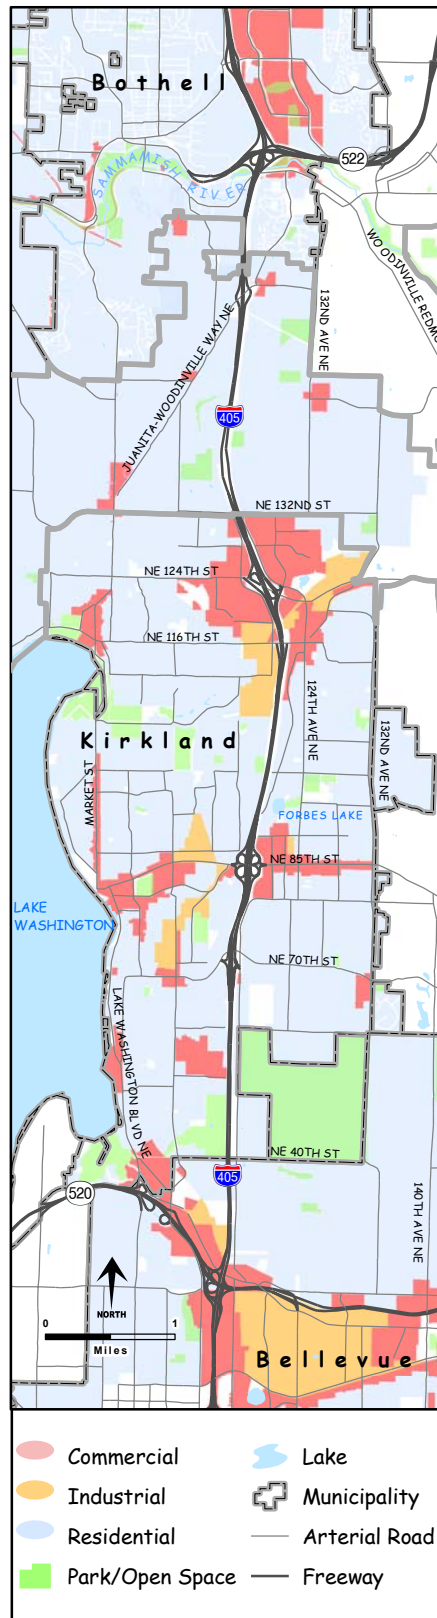 Bothell
522
SAMMAMISH RIVER
132ND AVE NE
JUANITA-WOODINVILLE WAY NE
405
NE 132ND ST
NE 124TH ST
NE 116TH ST
124TH AVE NE
132ND AVE NE
Kirkland
MARKET ST
FORBES LAKE
NE 85TH ST
LAKE
WASHINGTON
NE 70TH ST
LAKE WASHINGTON BLVD NE
NE 40TH ST
405
520
140TH AVE NE
NORTH
0 1
Miles
Bellevue
Commercial
Industrial
Residential
Park/Open Space
Lake
Municipality
Arterial Road
Freeway